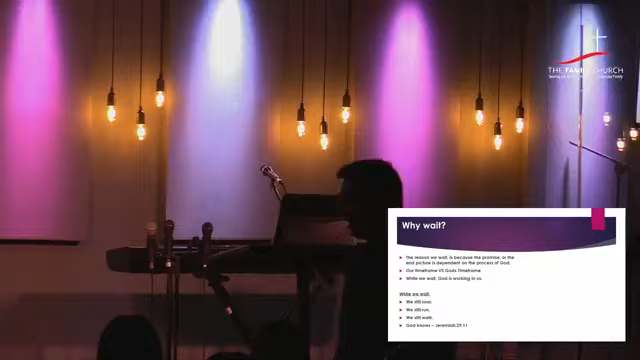 THE FAMILY CHURCH
Why wait?
The reason we wait, is because the promise, or the
end picture is dependent on the process of God.
Our timeframe VS Gods Timeframe
While we wait, God is working in us.
While we wait,
We still soar,
We still run,
We still walk,
God knows – Jeremiah 29:11